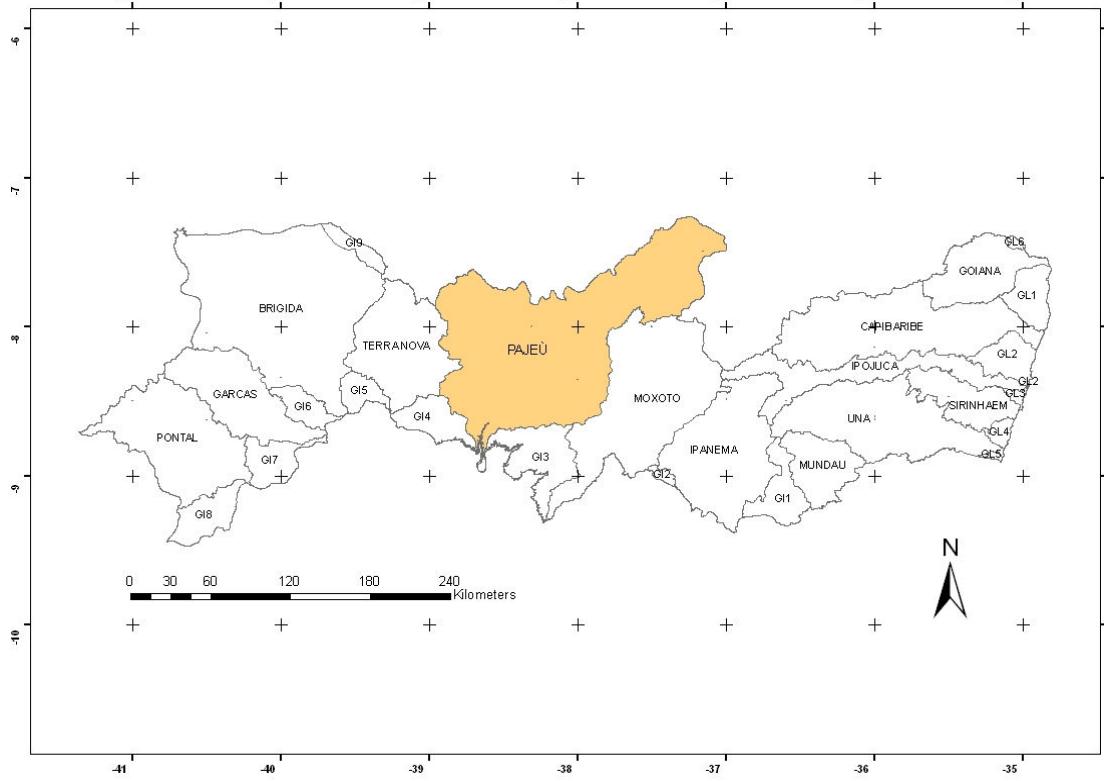 -6
-7
GI9
GL6
GOIANA
GL1
BRIGIDA
CAPIBARIBE
-8
TERRANOVA
PAJEÙ
GL2
IPOJUCA
GL2
GARCAS
GI5
GL3
MOXOTO
SIRINHAEM
GI6
GI4
UNA
GL4
PONTAL
IPANEMA
GL5
GI3
GI7
MUNDAU
GI2
-9
GI1
GI8
N
0 30 60 120 180 240
Kilometers
-10
-41 -40 -39 -38 -37 -36 -35